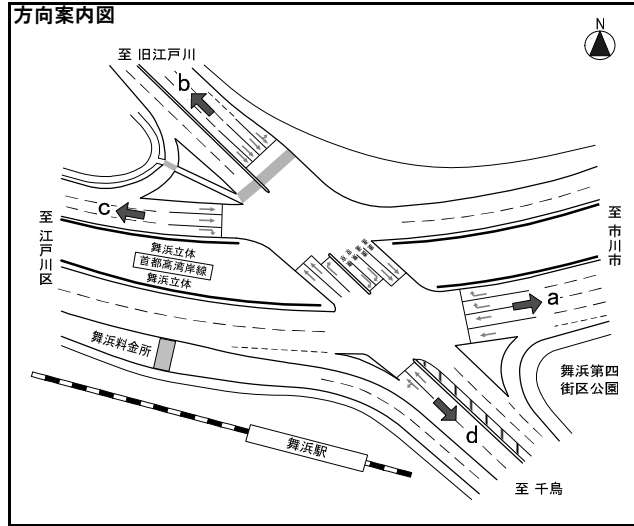 方向案内図
N
至 旧江戸川
b
c
至 江戸川区
舞浜立体
首都高湾岸線
舞浜立体
至 市川市
a
舞浜料金所
舞浜第四
街区公園
d
舞浜駅
至 千鳥